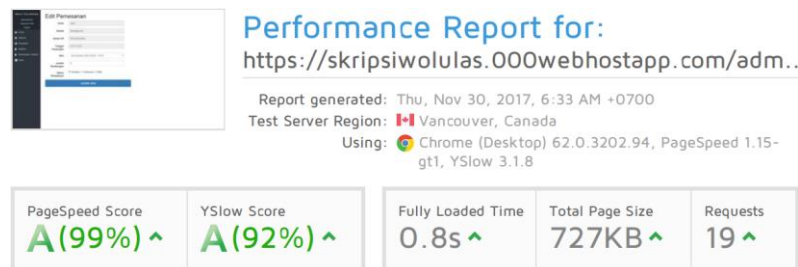 Edit Pemesanan
Performance Report for:
https://skripsiwolulas.000webhostapp.com/adm..
Report generated: Thu, Nov 30, 2017, 6:33 AM +0700
Test Server Region: Vancouver, Canada
Using: Chrome (Desktop) 62.0.3202.94, PageSpeed 1.15-
gt1, YSlow 3.1.8
PageSpeed Score
A(99%)
YSlow Score
A(92%)
Fully Loaded Time
0.8s
Total Page Size
727KB
Requests
19